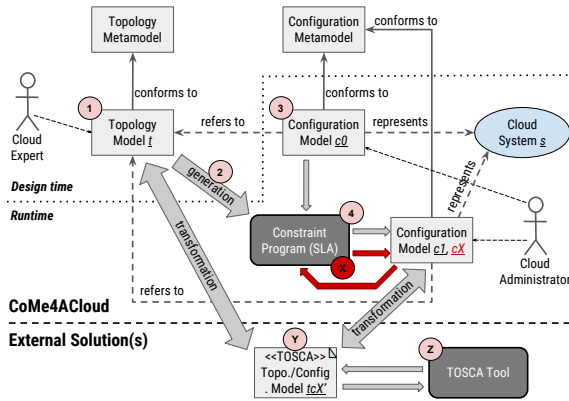 Topology
Metamodel
Configuration
Metamodel
conforms to
conforms to
conforms to
1
3
Topology
Model t
refers to
Configuration
Model c0
represents
Cloud
System s
Cloud
Expert
2
generation
represents
Design time
Runtime
4
Constraint
Program (SLA)
X
Configuration
Model c1, cX
Cloud
Administrator
transformation
refers to
transformation
CoMe4ACloud
External Solution(s)
Y
<<TOSCA>>
Topo./Config
. Model tcX'
Z
TOSCA Tool